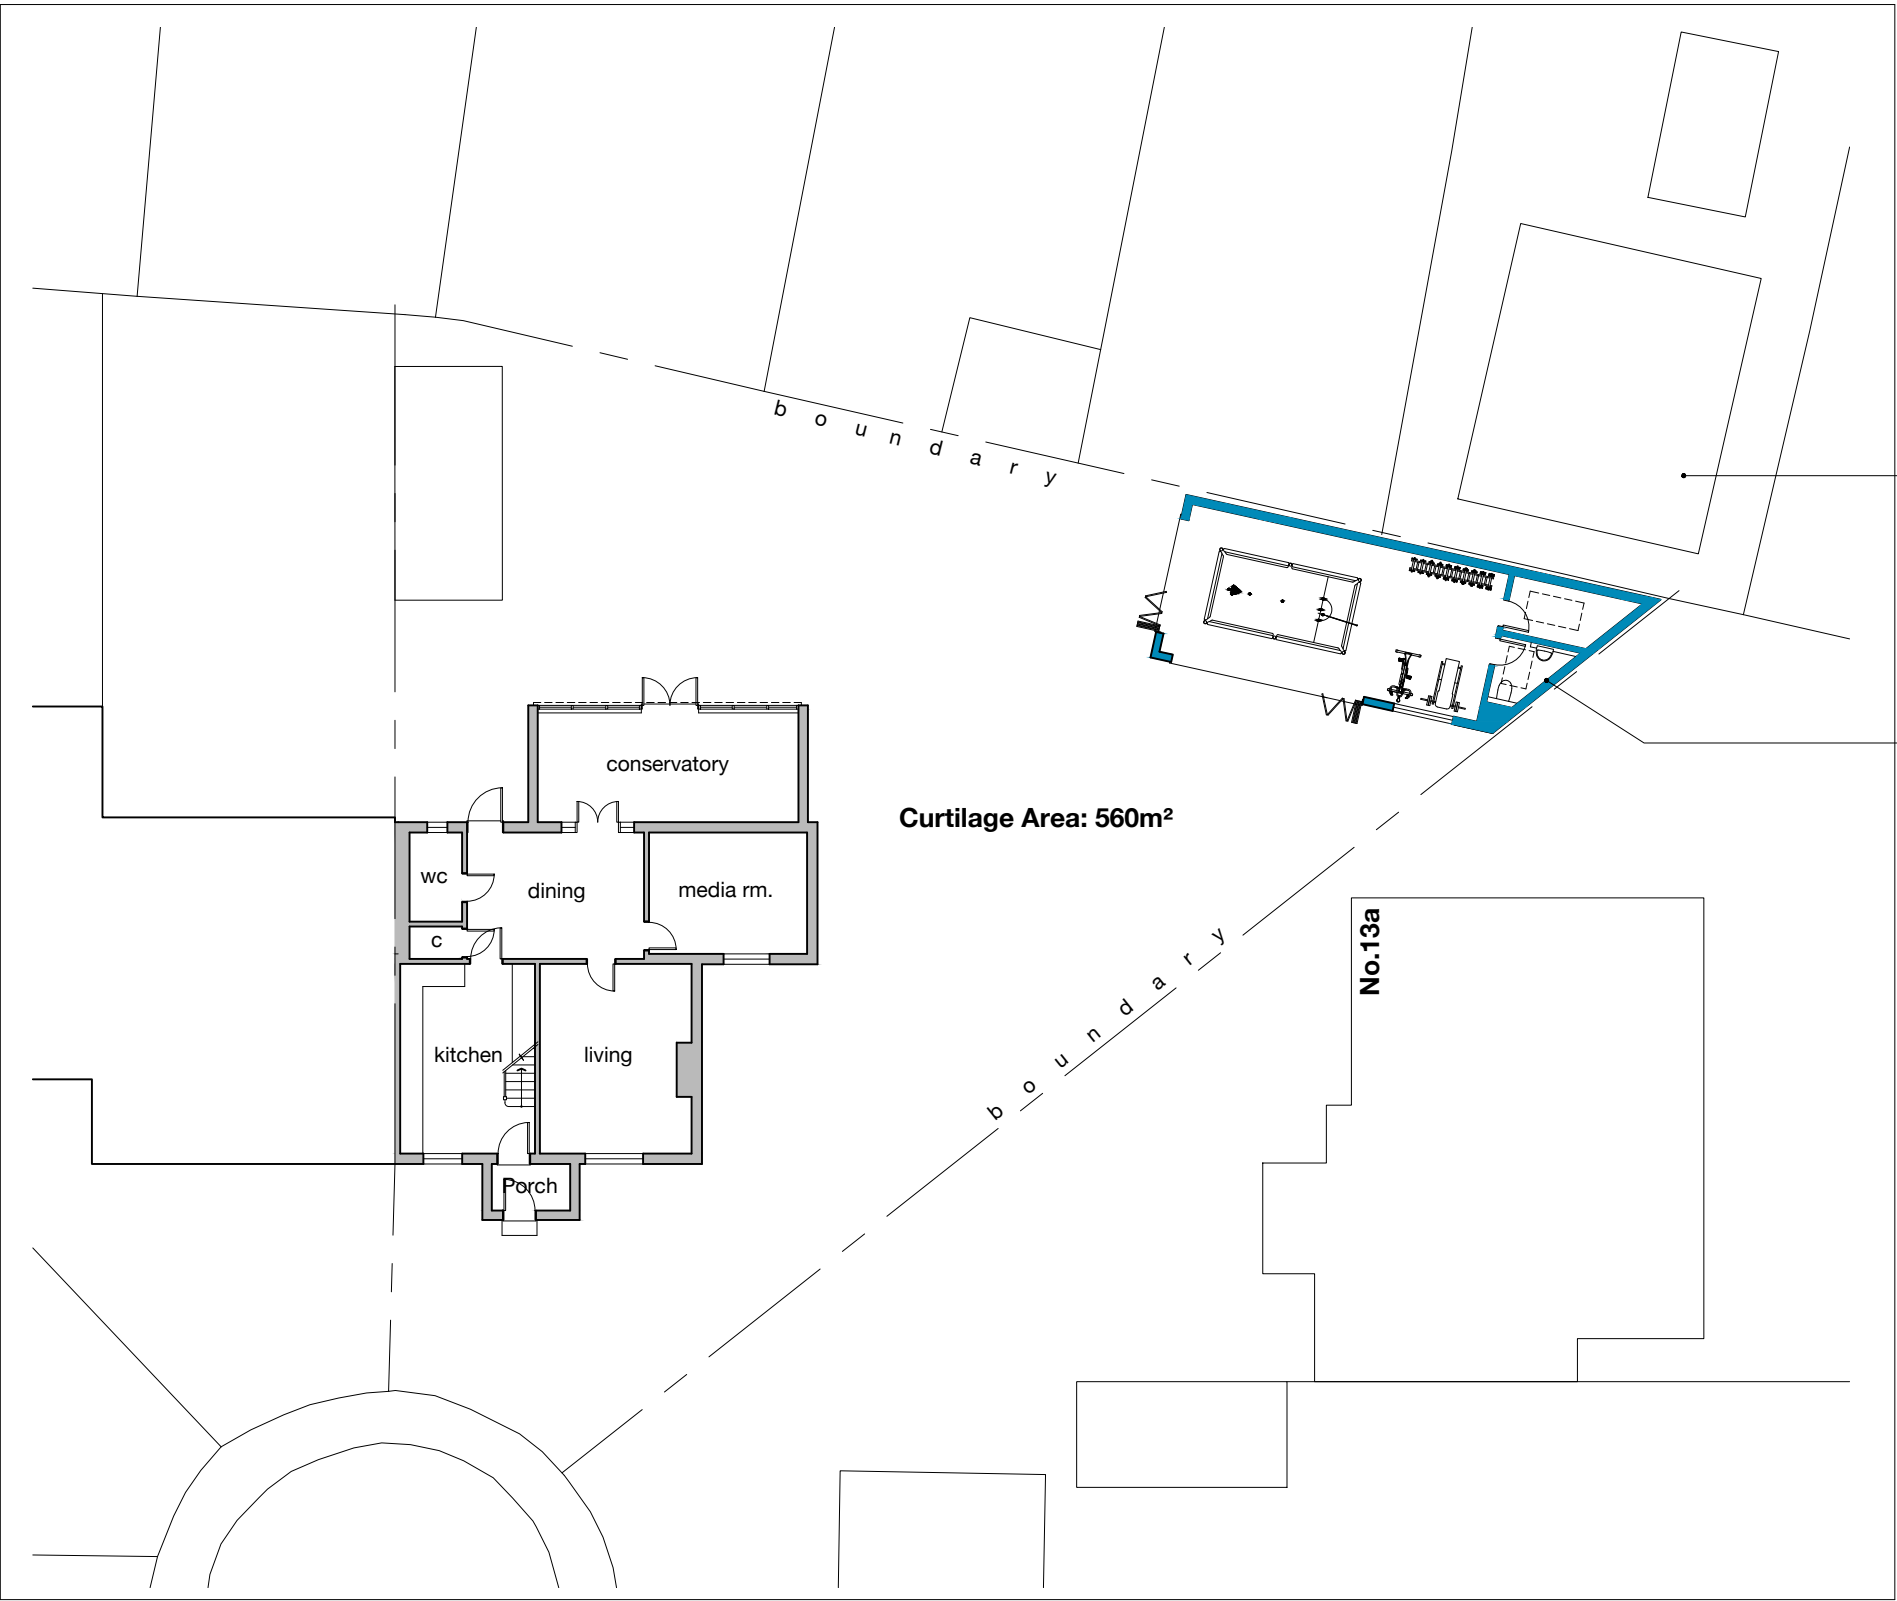 boundary
conservatory
Curtilage Area: 560m²
wc
dining
media rm.
c
No.13a
boundary
kitchen
living
Porch